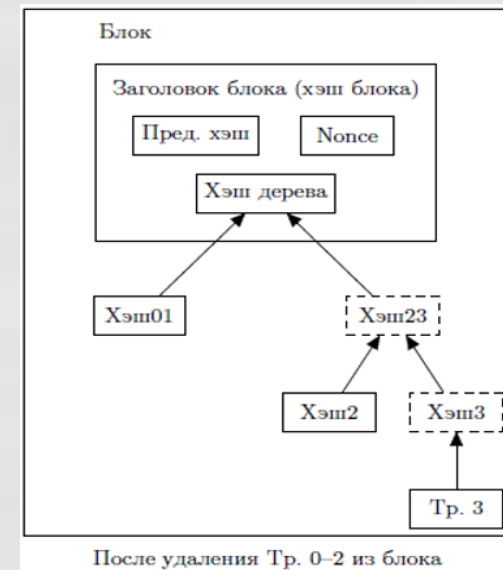 Блок
Заголовок блока (хэш блока)
Пред. хэш
Nonce
Хэш дерева
Хэш01
Хэш23
Хэш2
Хэш3
Тр. 3
После удаления Тр. 0–2 из блока